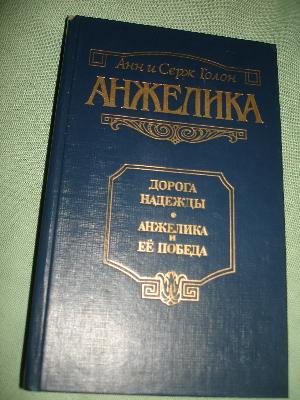 Анн и Серж Голон
АНЖЕЛИКА
ДОРОГА
НАДЕЖДЫ
•
АНЖЕЛИКА
и
ЕЁ ПОБЕДА